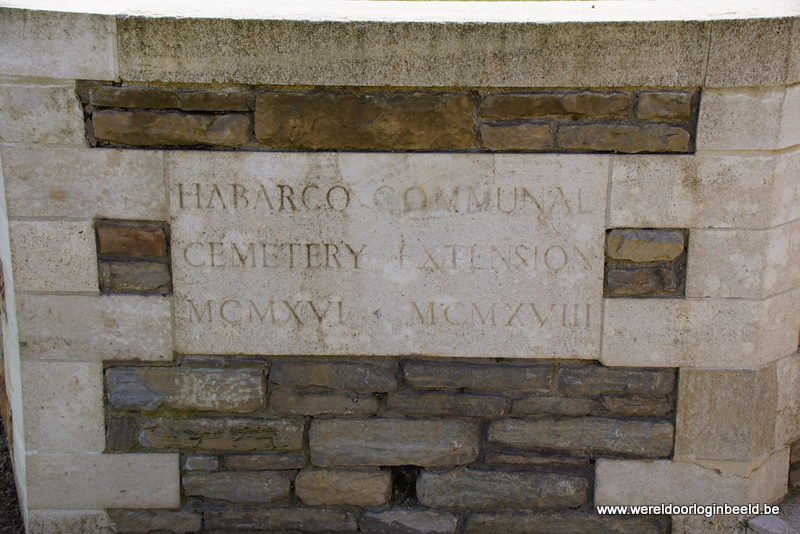 HABARCQ COMMUNAL
CEMETERY EXTENSION
MCMXVI · MCMXVIII
www.wereldoorloginbeeld.be